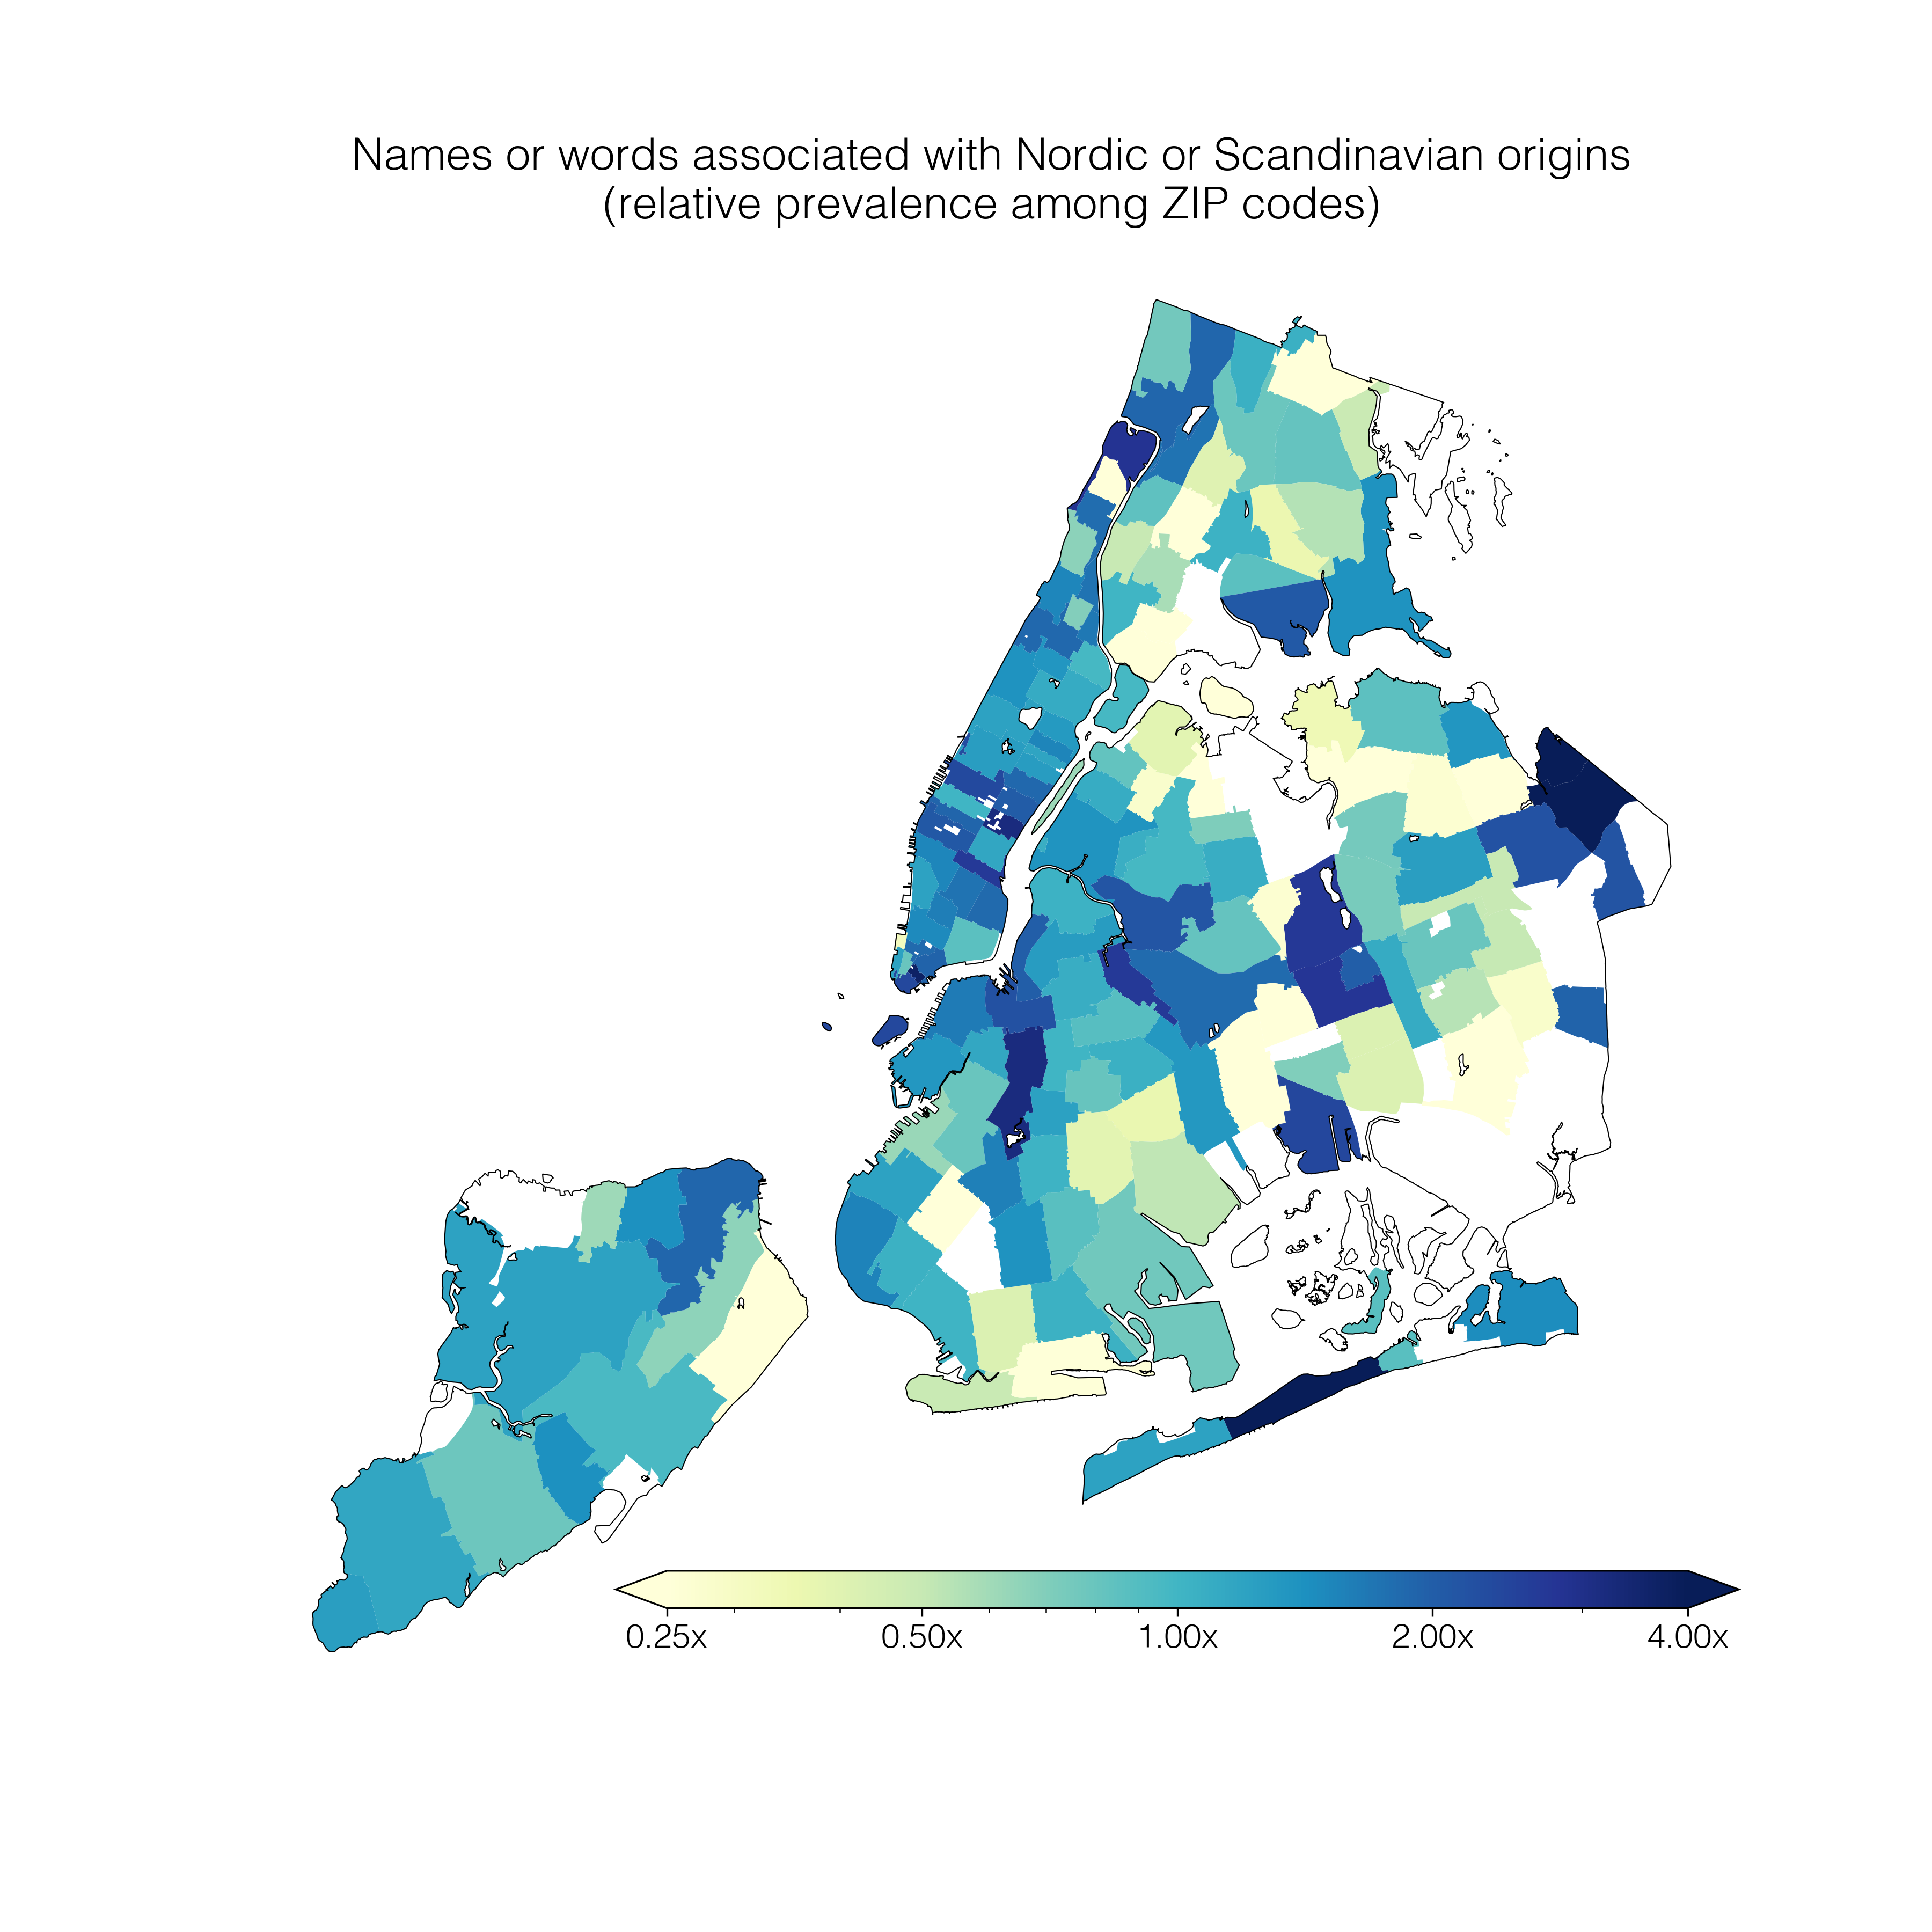 Names or words associated with Nordic or Scandinavian origins
(relative prevalence among ZIP codes)
0.25x 0.50x 1.00x 2.00x 4.00x